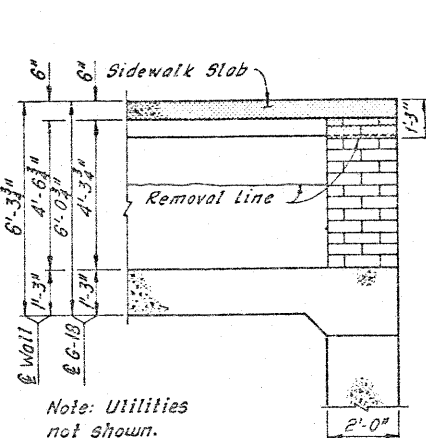 6"
6"
Sidewalk Slab
1'-3"
6'-3¾"
4'-6¾"
6'-0¾"
4'-3¾"
Removal Line
1'-3"
1'-3"
℄ Wall
℄ G-18
Note: Utilities
not shown.
2'-0"